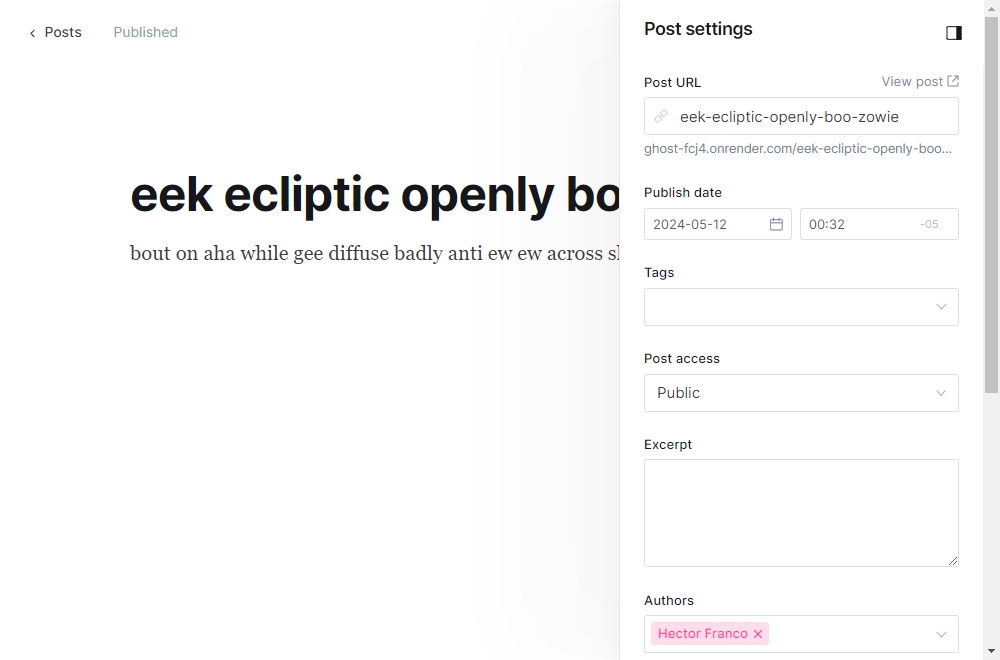 Posts
Published
eek ecliptic openly bo
bout on aha while gee diffuse badly anti ew ew across
Post settings
Post URL
View post
eek-ecliptic-openly-boo-zowie
ghost-fcj4.onrender.com/eek-ecliptic-openly-boo...
Publish date
2024-05-12
00:32
-05
Tags
Post access
Public
Excerpt
Authors
Hector Franco